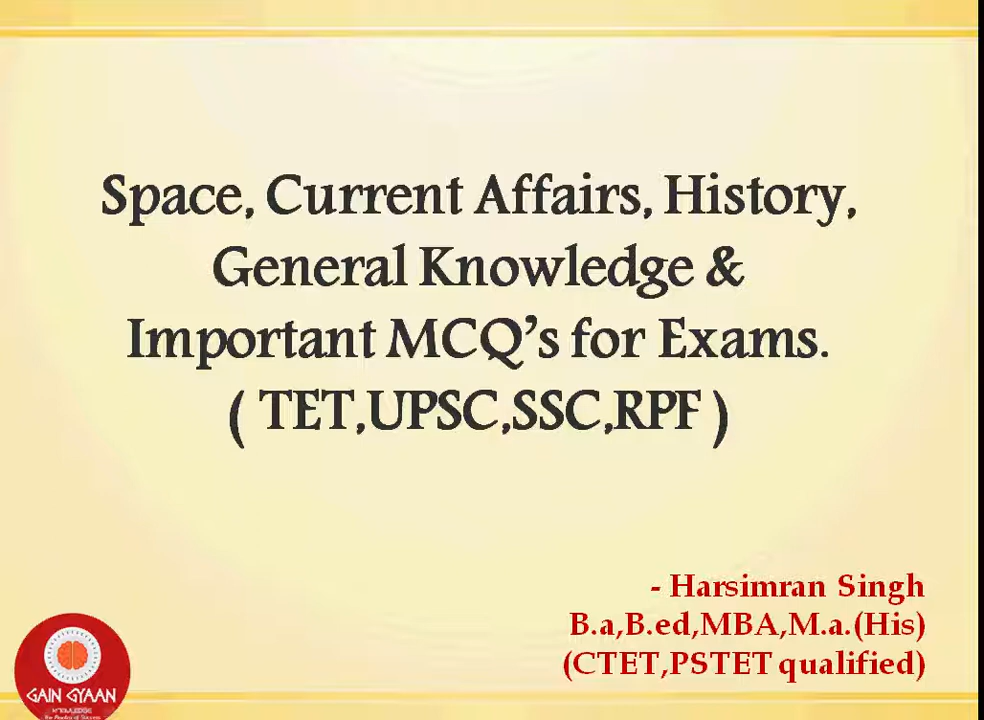 Space, Current Affairs, History,
General Knowledge &
Important MCQ’s for Exams.
( TET,UPSC,SSC,RPF )
- Harsimran Singh
B.a,B.ed,MBA,M.a.(His)
(CTET,PSTET qualified)
GAIN GYAAN
KNOWLEDGE